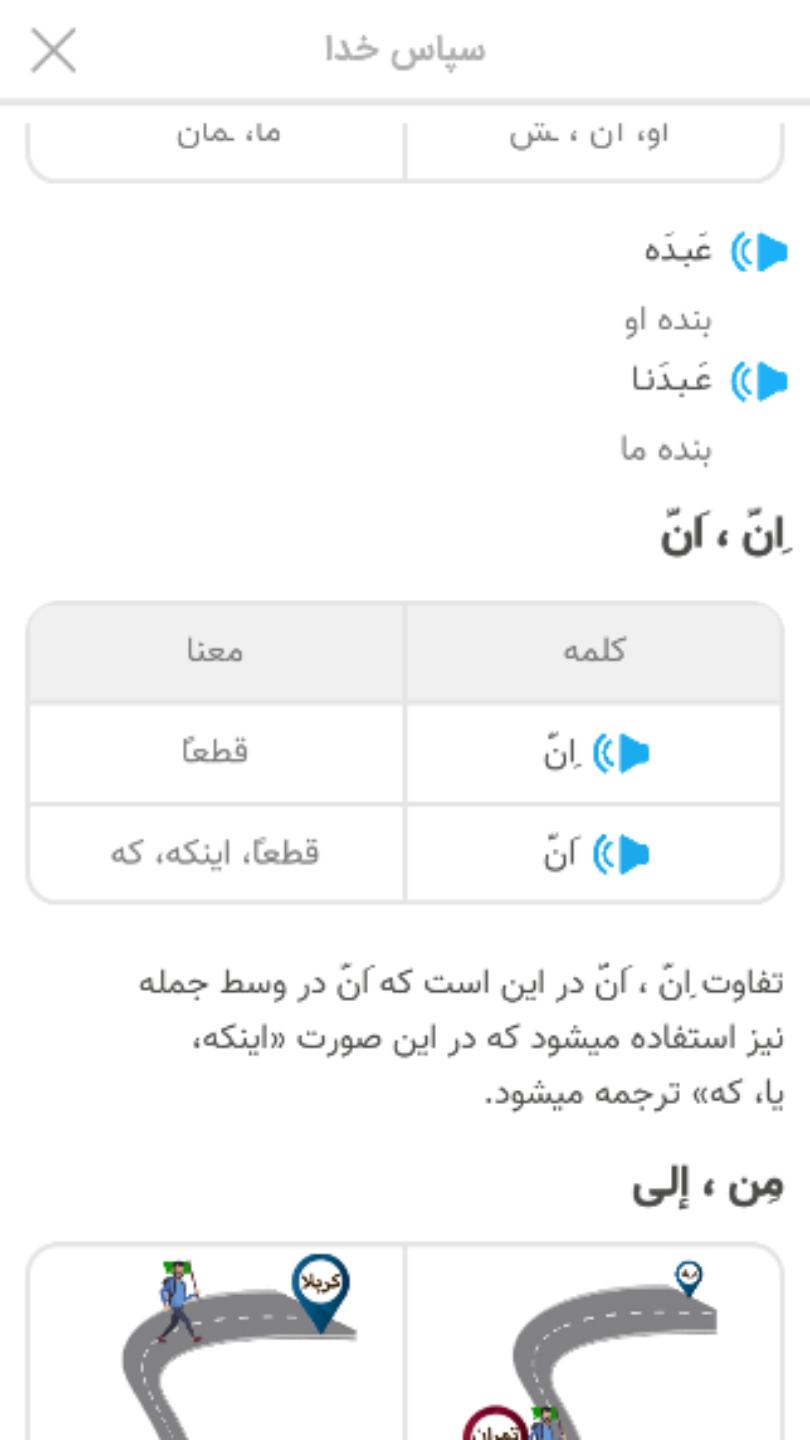 سپاس خدا
او، آن ، ـش
ما، ـمان
عَبدَه
بنده او
عَبدَنا
بنده ما
اِنّ ، اَنّ
کلمه
معنا
اِنّ
قطعاً
اَنّ
قطعاً، اینکه، که
تفاوت اِنّ ، اَنّ در این است که اَنّ در وسط جمله
نیز استفاده میشود که در این صورت «اینکه،
یا، که» ترجمه میشود.
مِن ، إلی
کربلا
تهران